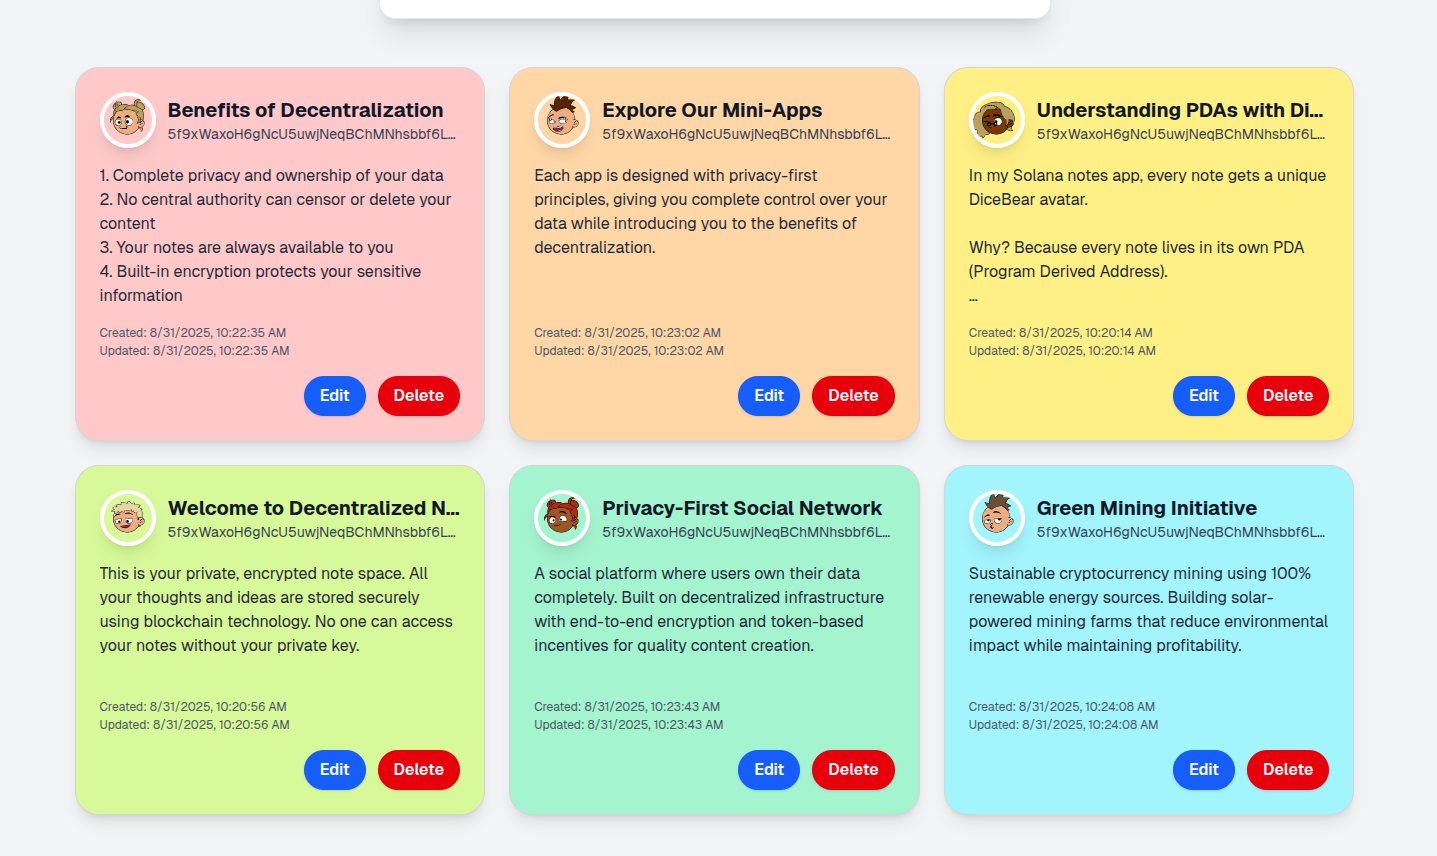 Benefits of Decentralization
5f9xWaxoH6gNcU5uwjNeqBChMNhsbbf6L...
1. Complete privacy and ownership of your data
2. No central authority can censor or delete your
content
3. Your notes are always available to you
4. Built-in encryption protects your sensitive
information
Created: 8/31/2025, 10:22:35 AM
Updated: 8/31/2025, 10:22:35 AM
Edit
Delete
Explore Our Mini-Apps
5f9xWaxoH6gNcU5uwjNeqBChMNhsbbf6L...
Each app is designed with privacy-first
principles, giving you complete control over your
data while introducing you to the benefits of
decentralization.
Created: 8/31/2025, 10:23:02 AM
Updated: 8/31/2025, 10:23:02 AM
Edit
Delete
Understanding PDAs with Di...
5f9xWaxoH6gNcU5uwjNeqBChMNhsbbf6L...
In my Solana notes app, every note gets a unique
DiceBear avatar.
Why? Because every note lives in its own PDA
(Program Derived Address).
...
Created: 8/31/2025, 10:20:14 AM
Updated: 8/31/2025, 10:20:14 AM
Edit
Delete
Welcome to Decentralized N...
5f9xWaxoH6gNcU5uwjNeqBChMNhsbbf6L...
This is your private, encrypted note space. All
your thoughts and ideas are stored securely
using blockchain technology. No one can access
your notes without your private key.
Created: 8/31/2025, 10:20:56 AM
Updated: 8/31/2025, 10:20:56 AM
Edit
Delete
Privacy-First Social Network
5f9xWaxoH6gNcU5uwjNeqBChMNhsbbf6L...
A social platform where users own their data
completely. Built on decentralized infrastructure
with end-to-end encryption and token-based
incentives for quality content creation.
Created: 8/31/2025, 10:23:43 AM
Updated: 8/31/2025, 10:23:43 AM
Edit
Delete
Green Mining Initiative
5f9xWaxoH6gNcU5uwjNeqBChMNhsbbf6L...
Sustainable cryptocurrency mining using 100%
renewable energy sources. Building solar-
powered mining farms that reduce environmental
impact while maintaining profitability.
Created: 8/31/2025, 10:24:08 AM
Updated: 8/31/2025, 10:24:08 AM
Edit
Delete